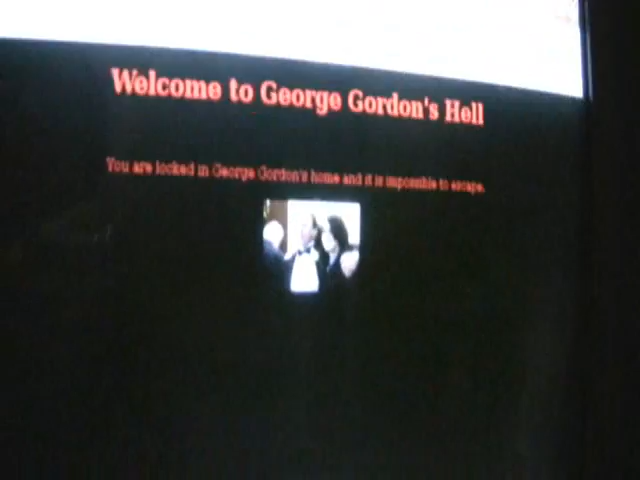 Welcome to George Gordon's Hell
You are locked in George Gordon's home and it is impossible to escape.